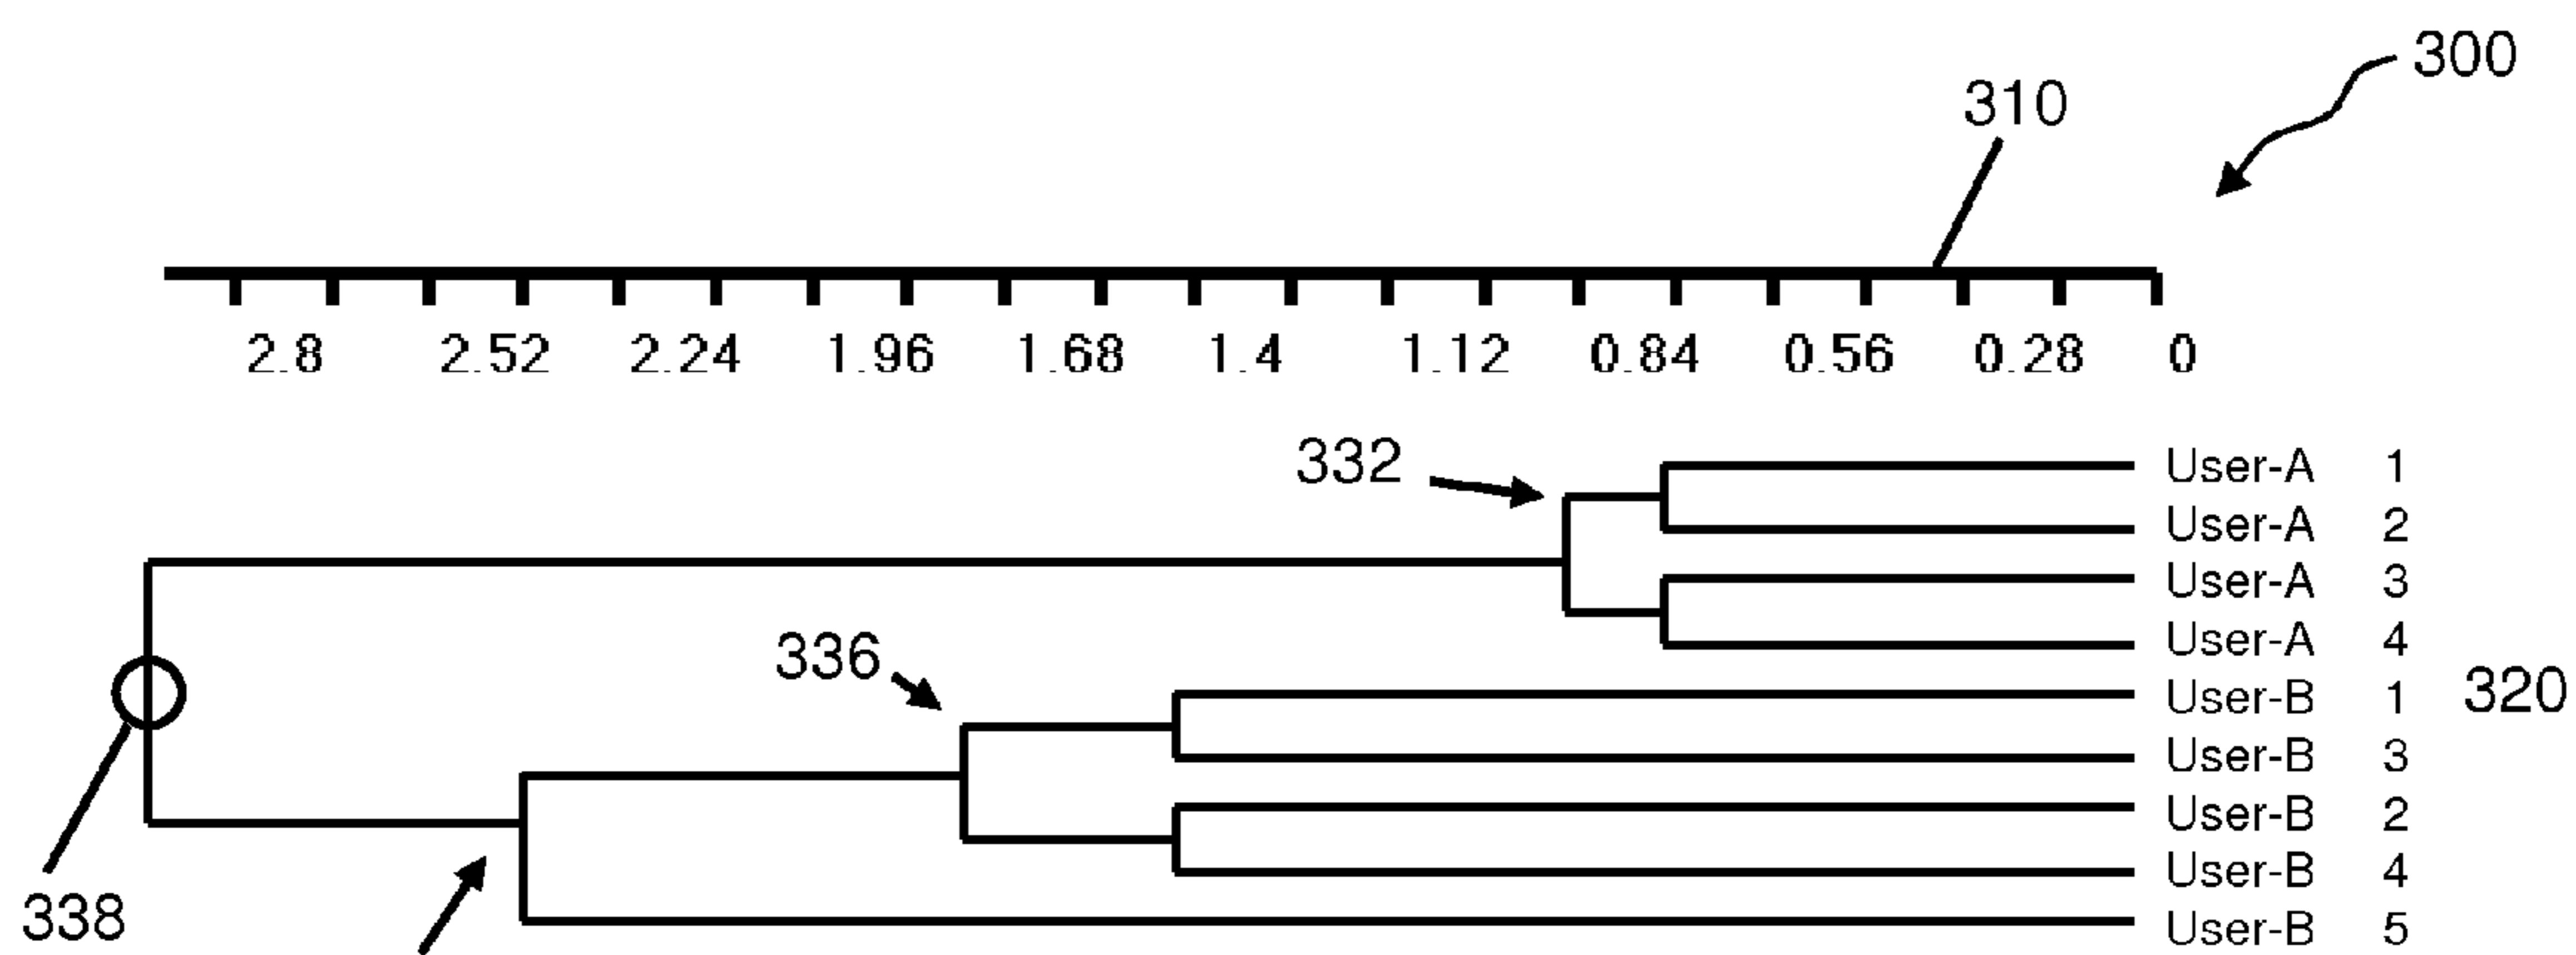 300
310
2.8 2.52 2.24 1.96 1.68 1.4 1.12 0.84 0.56 0.28 0
332
User-A 1
User-A 2
User-A 3
336
User-A 4
User-B 1 320
User-B 3
User-B 2
User-B 4
338
User-B 5